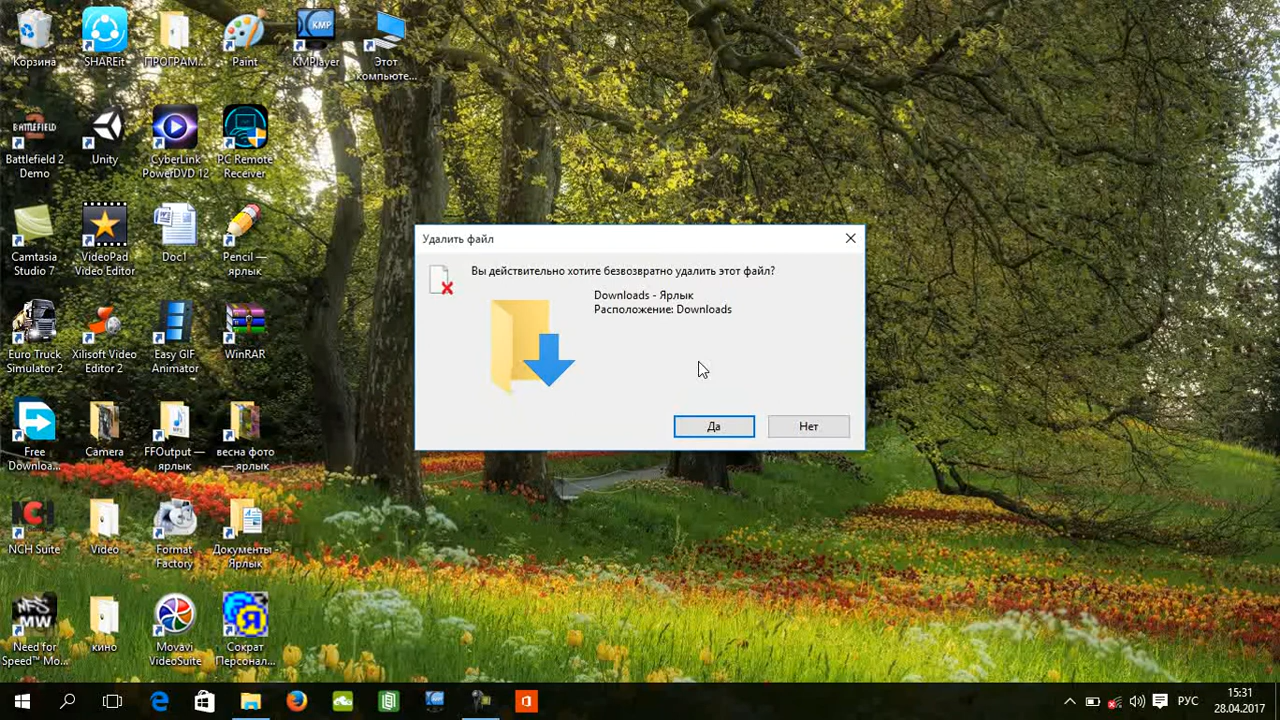 Корзина
SHAREit
ПРОГРАМ...
Paint
KMPlayer
Этот
компьюте...
Battlefield 2
Demo
Unity
CyberLink
PowerDVD 12
PC Remote
Receiver
Camtasia
Studio 7
VideoPad
Video Editor
Doc1
Pencil —
ярлык
Euro Truck
Simulator 2
Xilisoft Video
Editor 2
Easy GIF
Animator
WinRAR
Free
Downloa...
Camera
FFOutput —
ярлык
весна фото
— ярлык
NCH Suite
Video
Format
Factory
Документы -
Ярлык
Need for
Speed™ Mo...
кино
Movavi
VideoSuite
Сократ
Персонал...
Удалить файл
Вы действительно хотите безвозвратно удалить этот файл?
Downloads - Ярлык
Расположение: Downloads
Да
Нет
РУС
15:31
28.04.2017